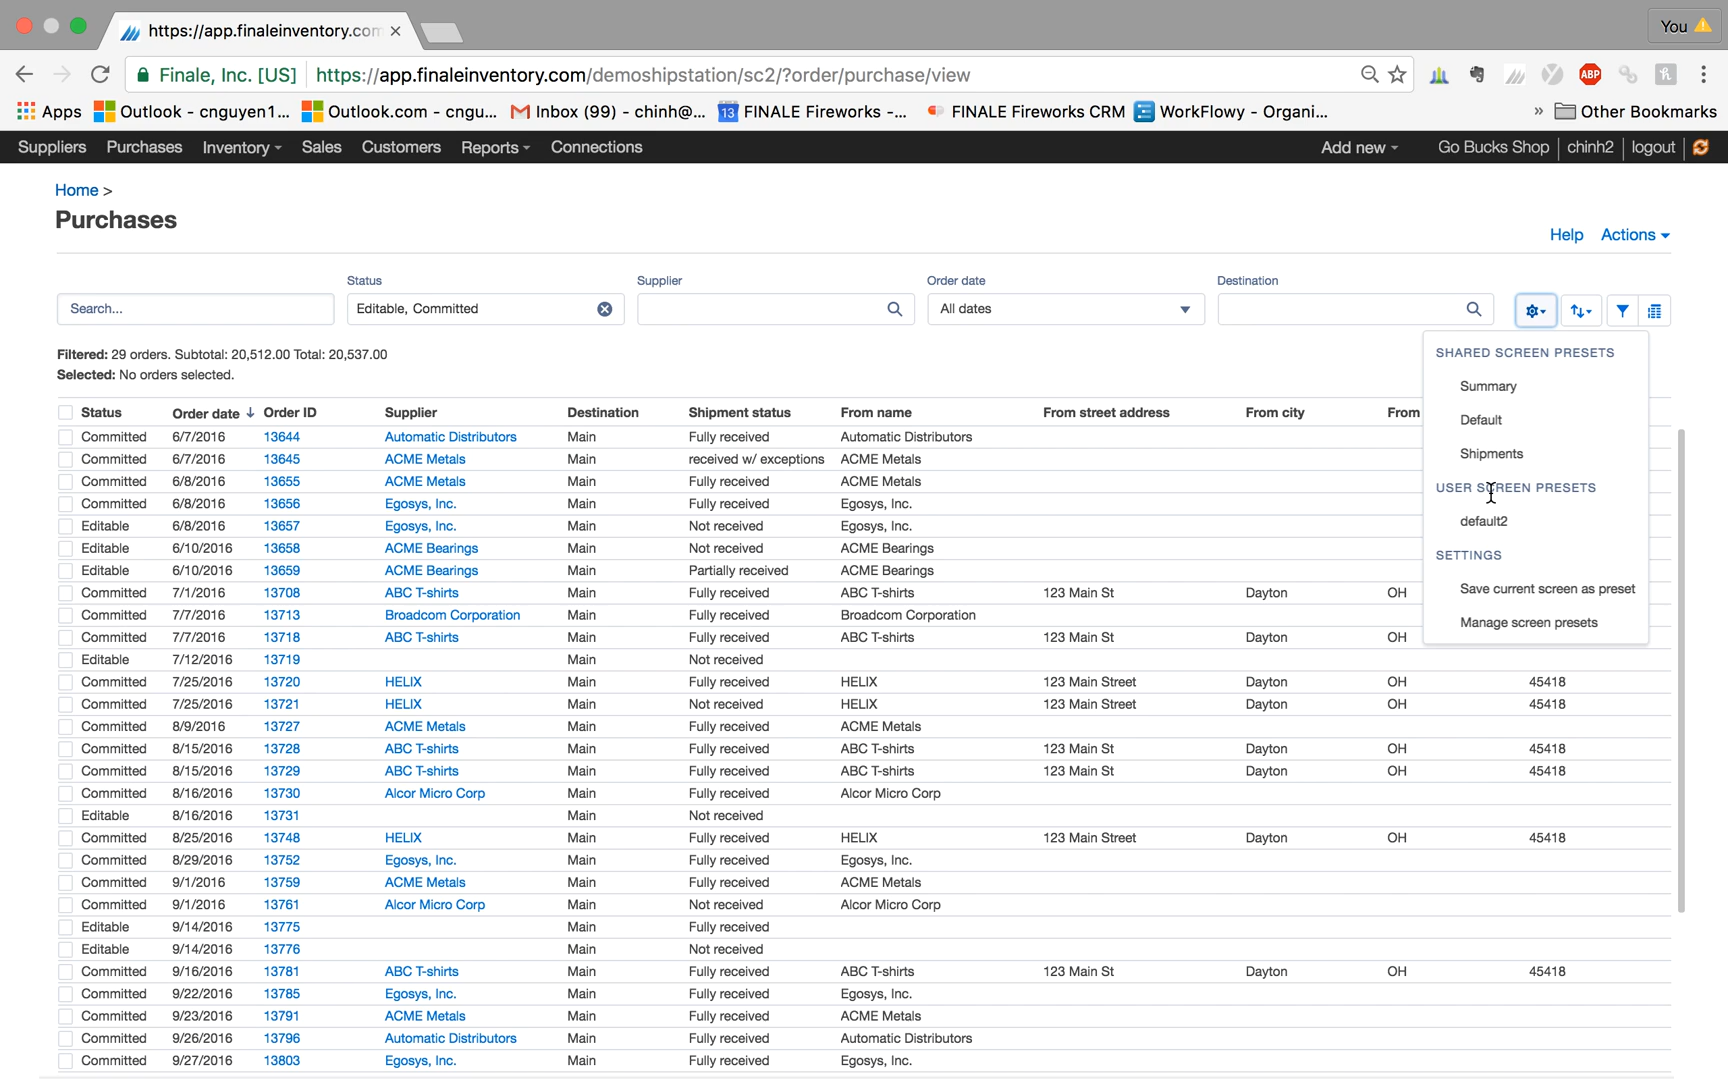 https://app.finaleinventory.com
You
Finale, Inc. [US] https://app.finaleinventory.com/demoshipstation/sc2/?order/purchase/view
ABP
Apps Outlook - cnguyen1... Outlook.com - cngu... Inbox (99) - chinh@... 13 FINALE Fireworks -... FINALE Fireworks CRM WorkFlowy - Organi... » Other Bookmarks
Suppliers Purchases Inventory Sales Customers Reports Connections Add new Go Bucks Shop chinh2 logout
Home >
Purchases
Help Actions
Status Supplier Order date Destination
Search... Editable, Committed All dates
Filtered: 29 orders. Subtotal: 20,512.00 Total: 20,537.00
Selected: No orders selected.
SHARED SCREEN PRESETS
Summary
Default
Shipments
USER SCREEN PRESETS
default2
SETTINGS
Save current screen as preset
Manage screen presets
Status Order date Order ID Supplier Destination Shipment status From name From street address From city From
Committed 6/7/2016 13644 Automatic Distributors Main Fully received Automatic Distributors
Committed 6/7/2016 13645 ACME Metals Main received w/ exceptions ACME Metals
Committed 6/8/2016 13655 ACME Metals Main Fully received ACME Metals
Committed 6/8/2016 13656 Egosys, Inc. Main Fully received Egosys, Inc.
Editable 6/8/2016 13657 Egosys, Inc. Main Not received Egosys, Inc.
Editable 6/10/2016 13658 ACME Bearings Main Not received ACME Bearings
Editable 6/10/2016 13659 ACME Bearings Main Partially received ACME Bearings
Committed 7/1/2016 13708 ABC T-shirts Main Fully received ABC T-shirts 123 Main St Dayton OH
Committed 7/7/2016 13713 Broadcom Corporation Main Fully received Broadcom Corporation
Committed 7/7/2016 13718 ABC T-shirts Main Fully received ABC T-shirts 123 Main St Dayton OH
Editable 7/12/2016 13719 Main Not received
Committed 7/25/2016 13720 HELIX Main Fully received HELIX 123 Main Street Dayton OH 45418
Committed 7/25/2016 13721 HELIX Main Not received HELIX 123 Main Street Dayton OH 45418
Committed 8/9/2016 13727 ACME Metals Main Fully received ACME Metals
Committed 8/15/2016 13728 ABC T-shirts Main Fully received ABC T-shirts 123 Main St Dayton OH 45418
Committed 8/15/2016 13729 ABC T-shirts Main Fully received ABC T-shirts 123 Main St Dayton OH 45418
Committed 8/16/2016 13730 Alcor Micro Corp Main Fully received Alcor Micro Corp
Editable 8/16/2016 13731 Main Not received
Committed 8/25/2016 13748 HELIX Main Fully received HELIX 123 Main Street Dayton OH 45418
Committed 8/29/2016 13752 Egosys, Inc. Main Fully received Egosys, Inc.
Committed 9/1/2016 13759 ACME Metals Main Fully received ACME Metals
Committed 9/1/2016 13761 Alcor Micro Corp Main Not received Alcor Micro Corp
Editable 9/14/2016 13775 Main Fully received
Editable 9/14/2016 13776 Main Not received
Committed 9/16/2016 13781 ABC T-shirts Main Fully received ABC T-shirts 123 Main St Dayton OH 45418
Committed 9/22/2016 13785 Egosys, Inc. Main Fully received Egosys, Inc.
Committed 9/23/2016 13791 ACME Metals Main Fully received ACME Metals
Committed 9/26/2016 13796 Automatic Distributors Main Fully received Automatic Distributors
Committed 9/27/2016 13803 Egosys, Inc. Main Fully received Egosys, Inc.